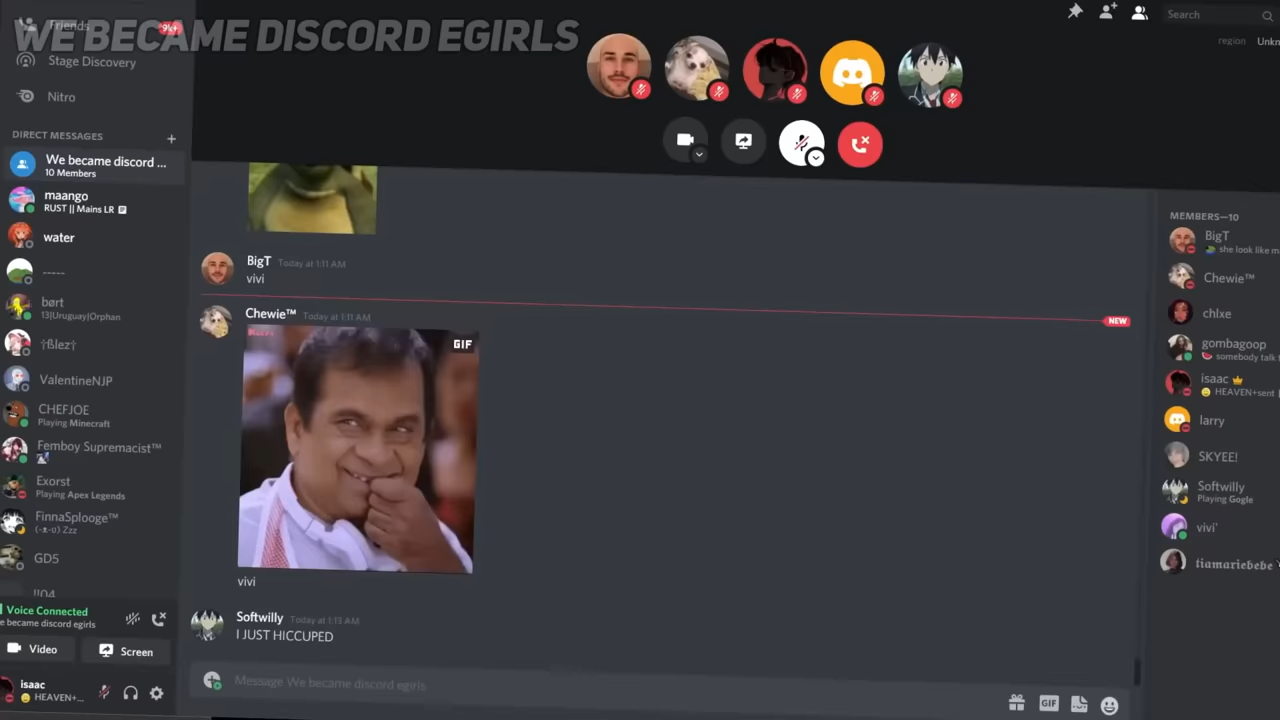 WE BECAME DISCORD EGIRLS
Friends
Stage Discovery
Nitro
DIRECT MESSAGES
We became discord ...
10 Members
maango
RUST || Mains LR
water
-----
børt
13|Uruguay|Orphan
†ßlez†
ValentineNJP
CHEFJOE
Playing Minecraft
Femboy Supremacist™
Exorst
Playing Apex Legends
FinnaSplooge™
(-ᴥ-ᴜ) Zzz
GD5
Voice Connected
e became discord egirls
Video
Screen
isaac
HEAVEN+...
Search
region
BigT Today at 1:11 AM
vivi
NEW
Chewie™ Today at 1:11 AM
GIF
vivi
Softwilly Today at 1:13 AM
I JUST HICCUPED
Message We became discord egirls
GIF
MEMBERS—10
BigT
she look like m
Chewie™
chlxe
gombagoop
somebody talk t
isaac
HEAVEN+sent
larry
SKYEE!
Softwilly
Playing Gogle
vivi'
𝖙𝖎𝖆𝖒𝖆𝖗𝖎𝖊𝖇𝖊𝖇𝖊